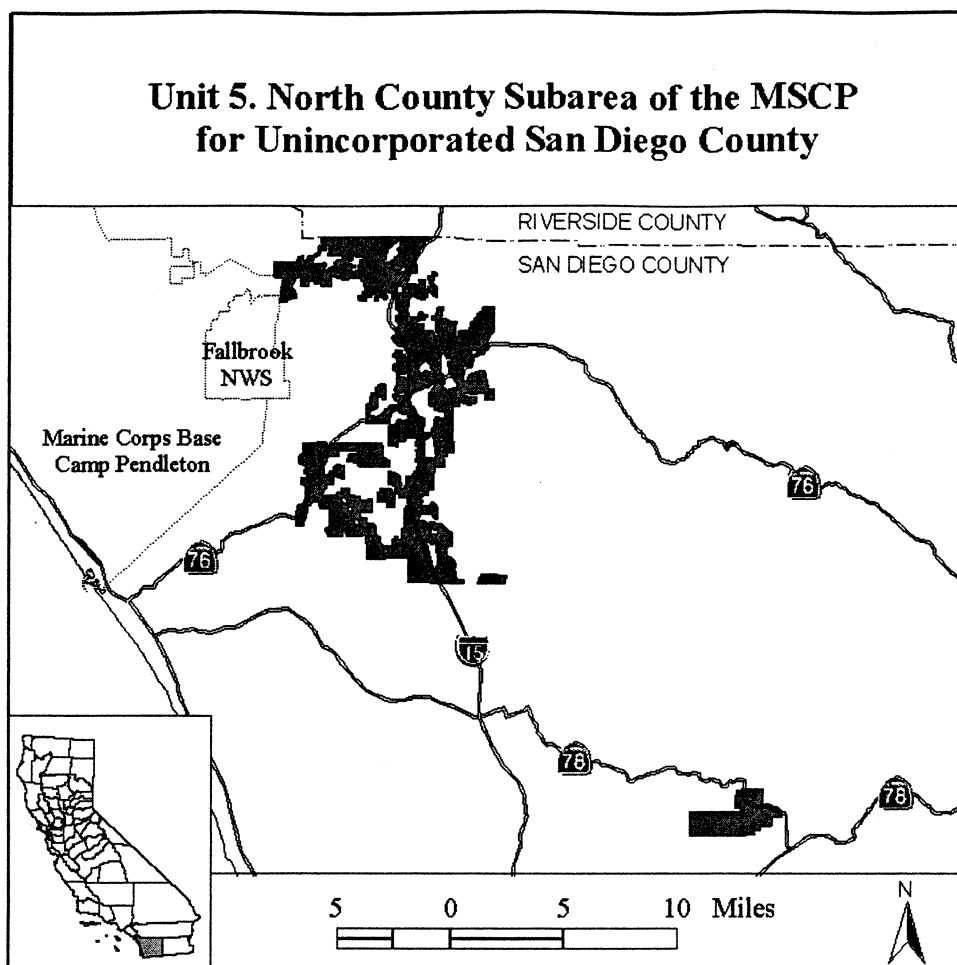 Unit 5. North County Subarea of the MSCP
for Unincorporated San Diego County
RIVERSIDE COUNTY
SAN DIEGO COUNTY
Fallbrook
NWS
Marine Corps Base
Camp Pendleton
76
76
15
78
78
5 0 5 10 Miles
N